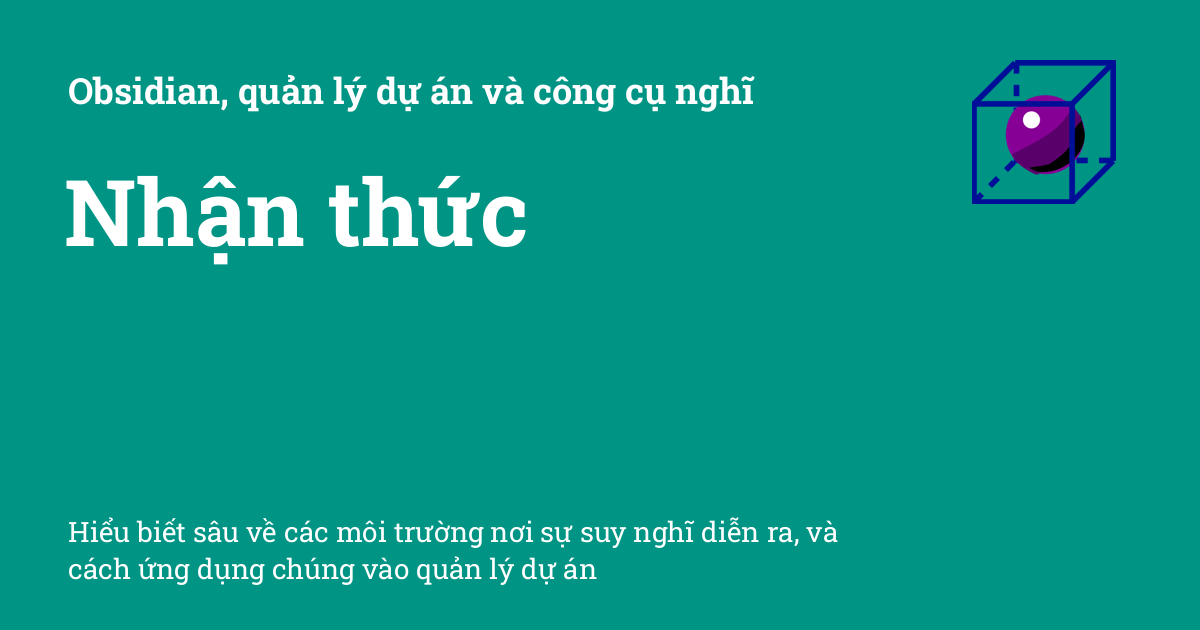 Obsidian, quản lý dự án và công cụ nghĩ
Nhận thức
Hiểu biết sâu về các môi trường nơi sự suy nghĩ diễn ra, và
cách ứng dụng chúng vào quản lý dự án